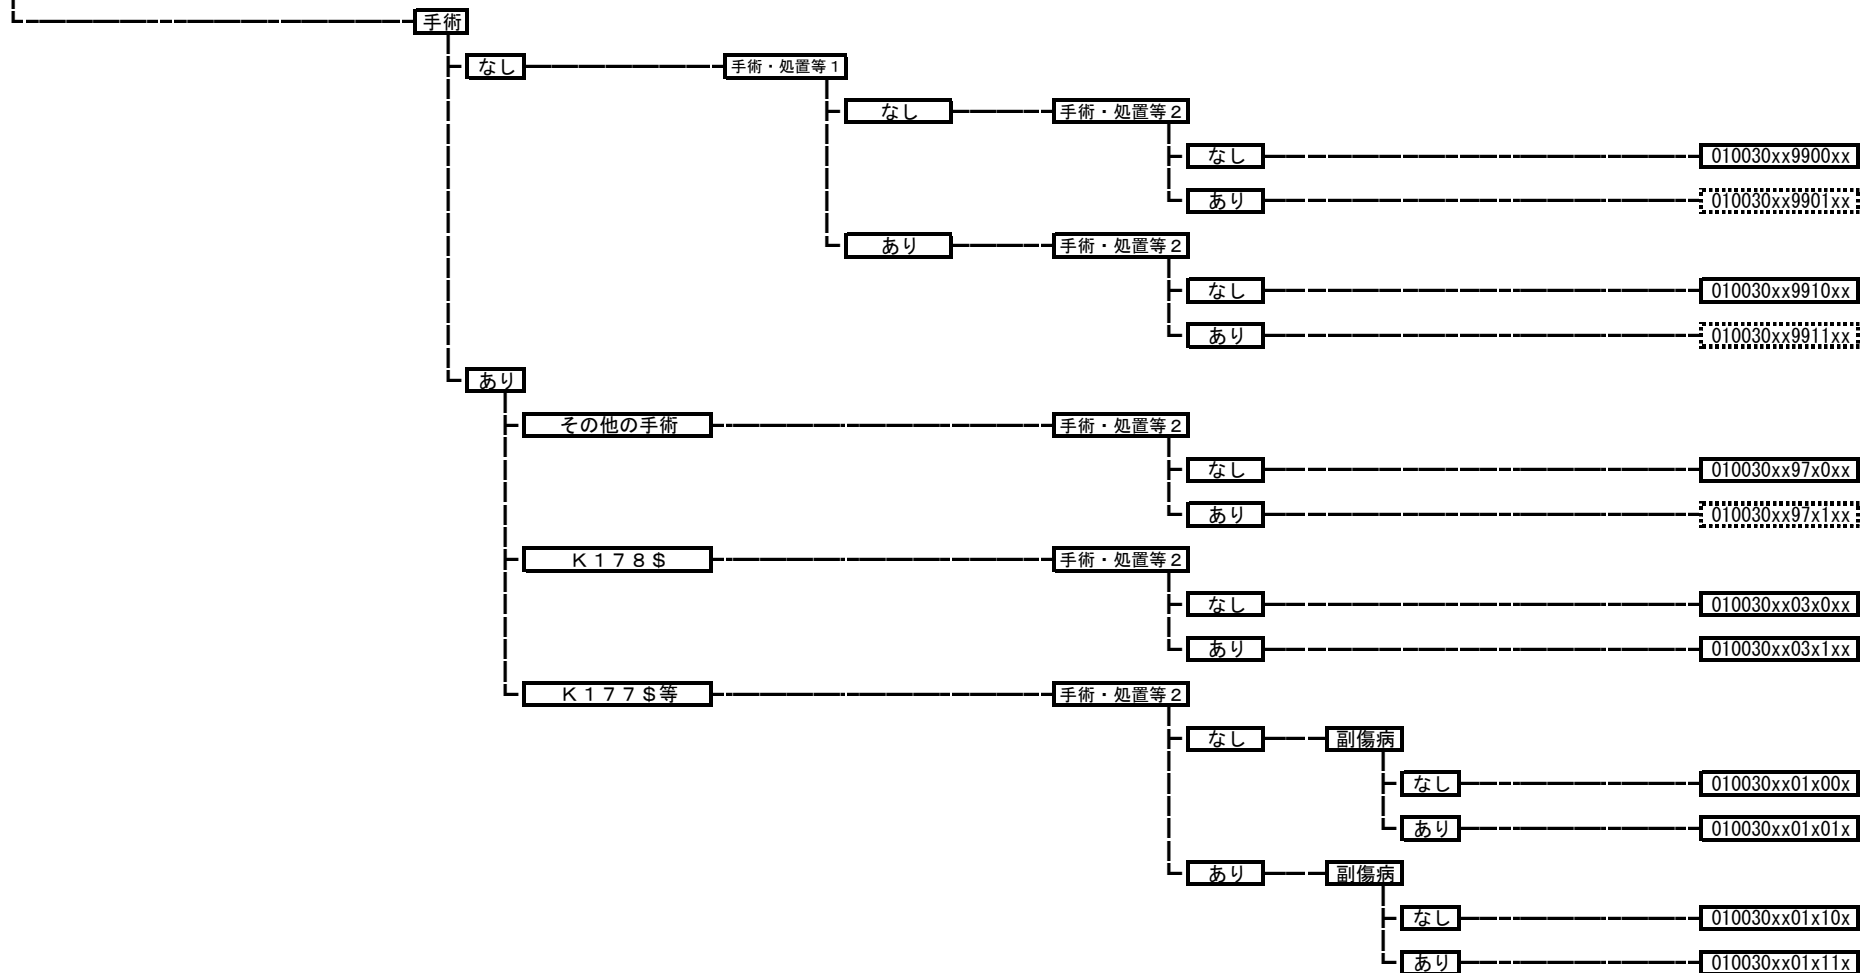 手術
なし 手術・処置等1
なし 手術・処置等2
なし 010030xx9900xx
あり 010030xx9901xx
あり 手術・処置等2
なし 010030xx9910xx
あり 010030xx9911xx
あり
その他の手術 手術・処置等2
なし 010030xx97x0xx
あり 010030xx97x1xx
K178$ 手術・処置等2
なし 010030xx03x0xx
あり 010030xx03x1xx
K177$等 手術・処置等2
なし 副傷病
なし 010030xx01x00x
あり 010030xx01x01x
あり 副傷病
なし 010030xx01x10x
あり 010030xx01x11x